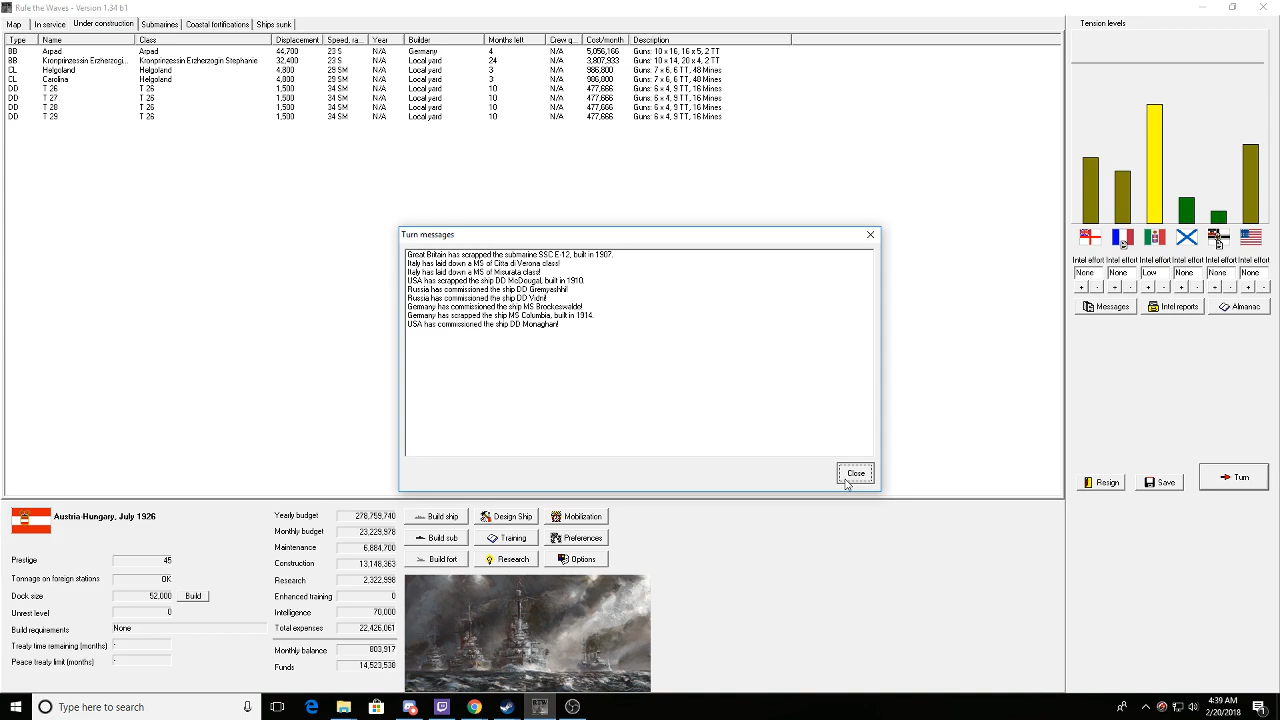 Rule the Waves - Version 1.34 b1
Map In service Under construction Submarines Coastal fortifications Ships sunk
Type Name Class Displacement Speed, ra... Year Builder Months left Crew q... Cost/month Description
BB Arpad Arpad 44,700 23 S N/A Germany 4 N/A 5,056,166 Guns: 10 x 16, 16 x 5, 2 TT
BB Kronprinzessin Erzherzogi... Kronprinzessin Erzherzogin Stephanie 32,400 23 S N/A Local yard 24 N/A 3,807,933 Guns: 10 x 14, 20 x 4, 2 TT
CL Helgoland Helgoland 4,800 29 SM N/A Local yard 3 N/A 986,800 Guns: 7 x 6, 6 TT, 48 Mines
CL Carolina Helgoland 4,800 29 SM N/A Local yard 3 N/A 986,800 Guns: 7 x 6, 6 TT, 48 Mines
DD T 26 T 26 1,500 34 SM N/A Local yard 10 N/A 477,666 Guns: 6 x 4, 9 TT, 16 Mines
DD T 27 T 26 1,500 34 SM N/A Local yard 10 N/A 477,666 Guns: 6 x 4, 9 TT, 16 Mines
DD T 28 T 26 1,500 34 SM N/A Local yard 10 N/A 477,666 Guns: 6 x 4, 9 TT, 16 Mines
DD T 29 T 26 1,500 34 SM N/A Local yard 10 N/A 477,666 Guns: 6 x 4, 9 TT, 16 Mines
Turn messages
Great Britain has scrapped the submarine SSC E-12, built in 1907.
Italy has laid down a MS of Citta di Verona class!
Italy has laid down a MS of Misurata class!
USA has scrapped the ship DD McDougal, built in 1910.
Russia has commissioned the ship DD Gremyashhi!
Russia has commissioned the ship DD Vidni!
Germany has commissioned the ship MS Brockeswalde!
Germany has scrapped the ship MS Columbia, built in 1914.
USA has commissioned the ship DD Monaghan!
Close
Tension levels
Intel effort Intel effort Intel effort Intel effort Intel effort Intel effort
None None Low None None None
+ - + - + - + - + - + -
Messages Intel reports Almanac
Resign Save Turn
Austria-Hungary, July 1926
Prestige 45
Tonnage on foreign stations OK
Dock size 52,000 Build
Unrest level 0
Build requirements None
Treaty time remaining (months) -
Peace treaty limit (months) -
Yearly budget 278,759,740
Monthly budget 23,229,978
Maintenance 6,884,700
Construction 13,148,363
Research 2,322,998
Enhanced training 0
Intelligence 70,000
Total expenses 22,426,061
Monthly balance 803,917
Funds 14,523,538
Build ship Design Ship Mobilization
Build sub Training Preferences
Build fort Research Options
Type here to search
4:39 AM
2/20/2018